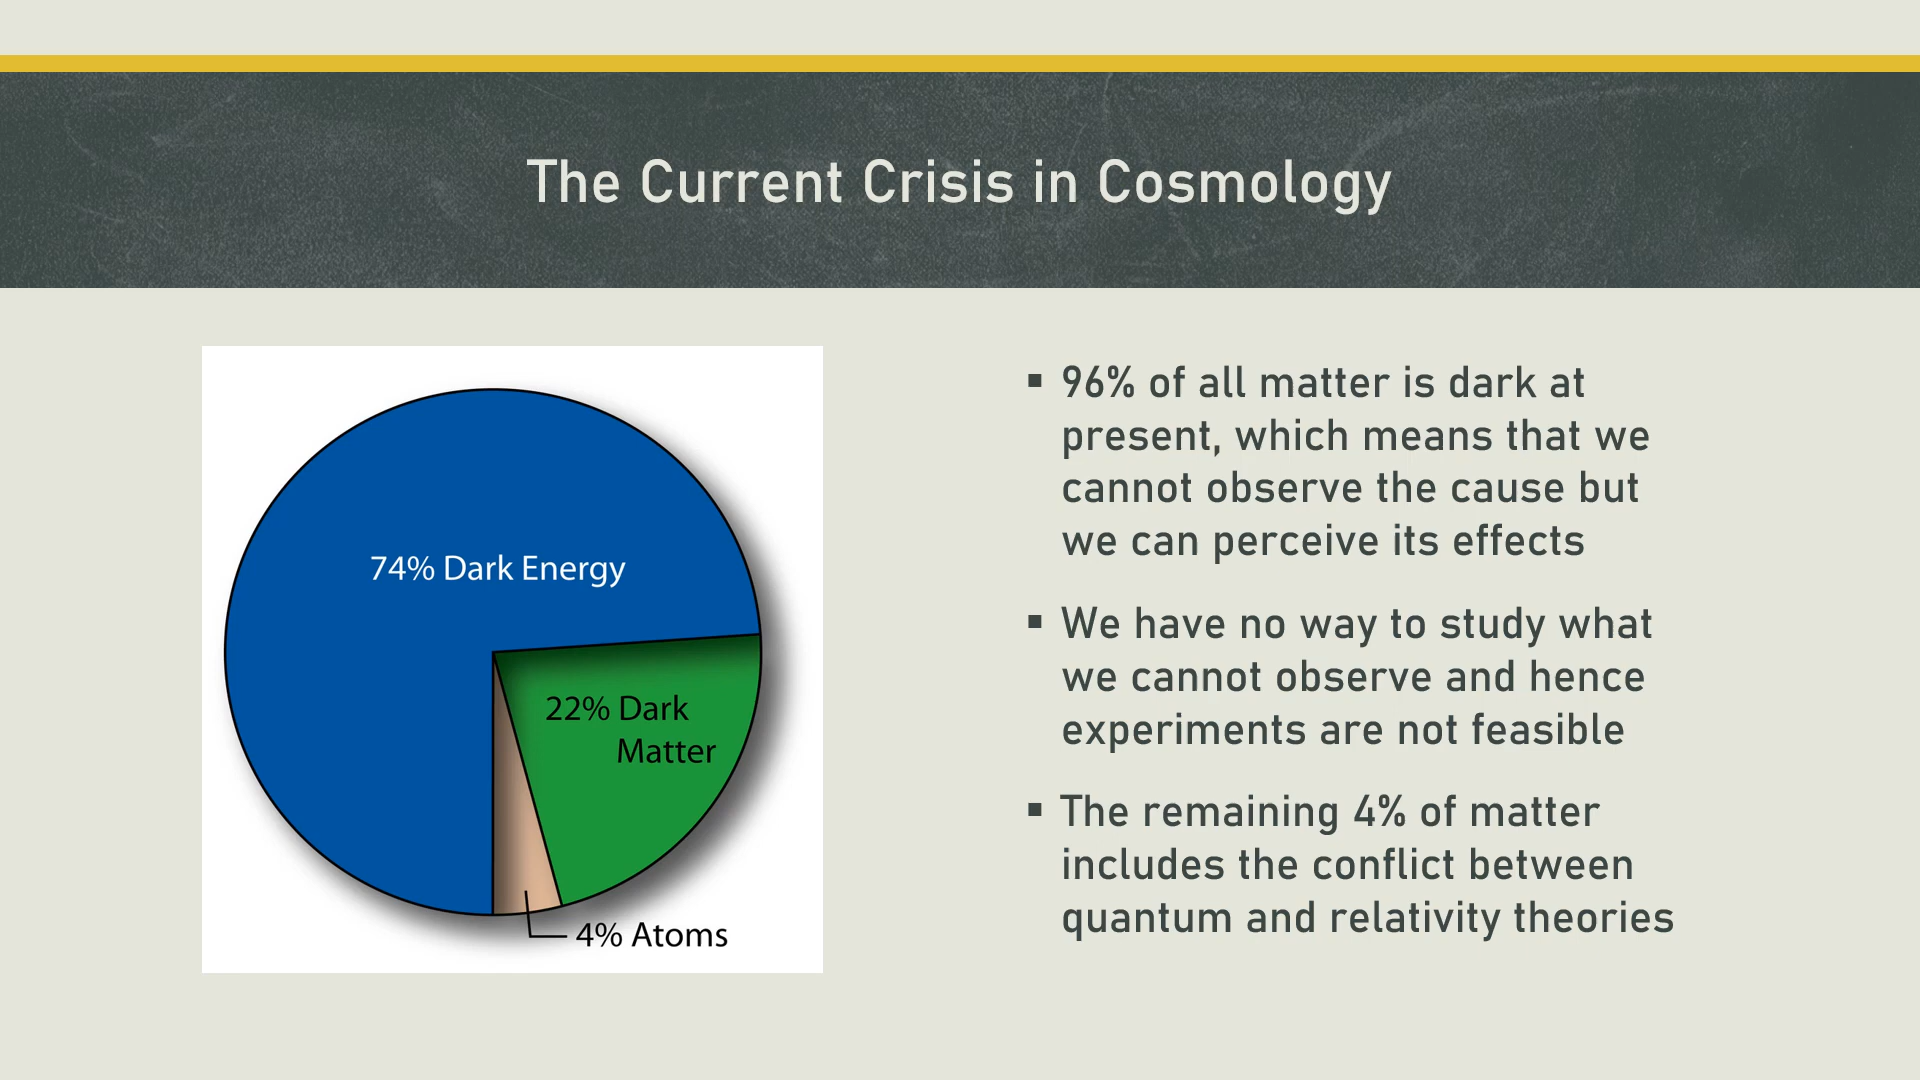 The Current Crisis in Cosmology
74% Dark Energy
22% Dark
Matter
4% Atoms
▪ 96% of all matter is dark at
present, which means that we
cannot observe the cause but
we can perceive its effects
▪ We have no way to study what
we cannot observe and hence
experiments are not feasible
▪ The remaining 4% of matter
includes the conflict between
quantum and relativity theories